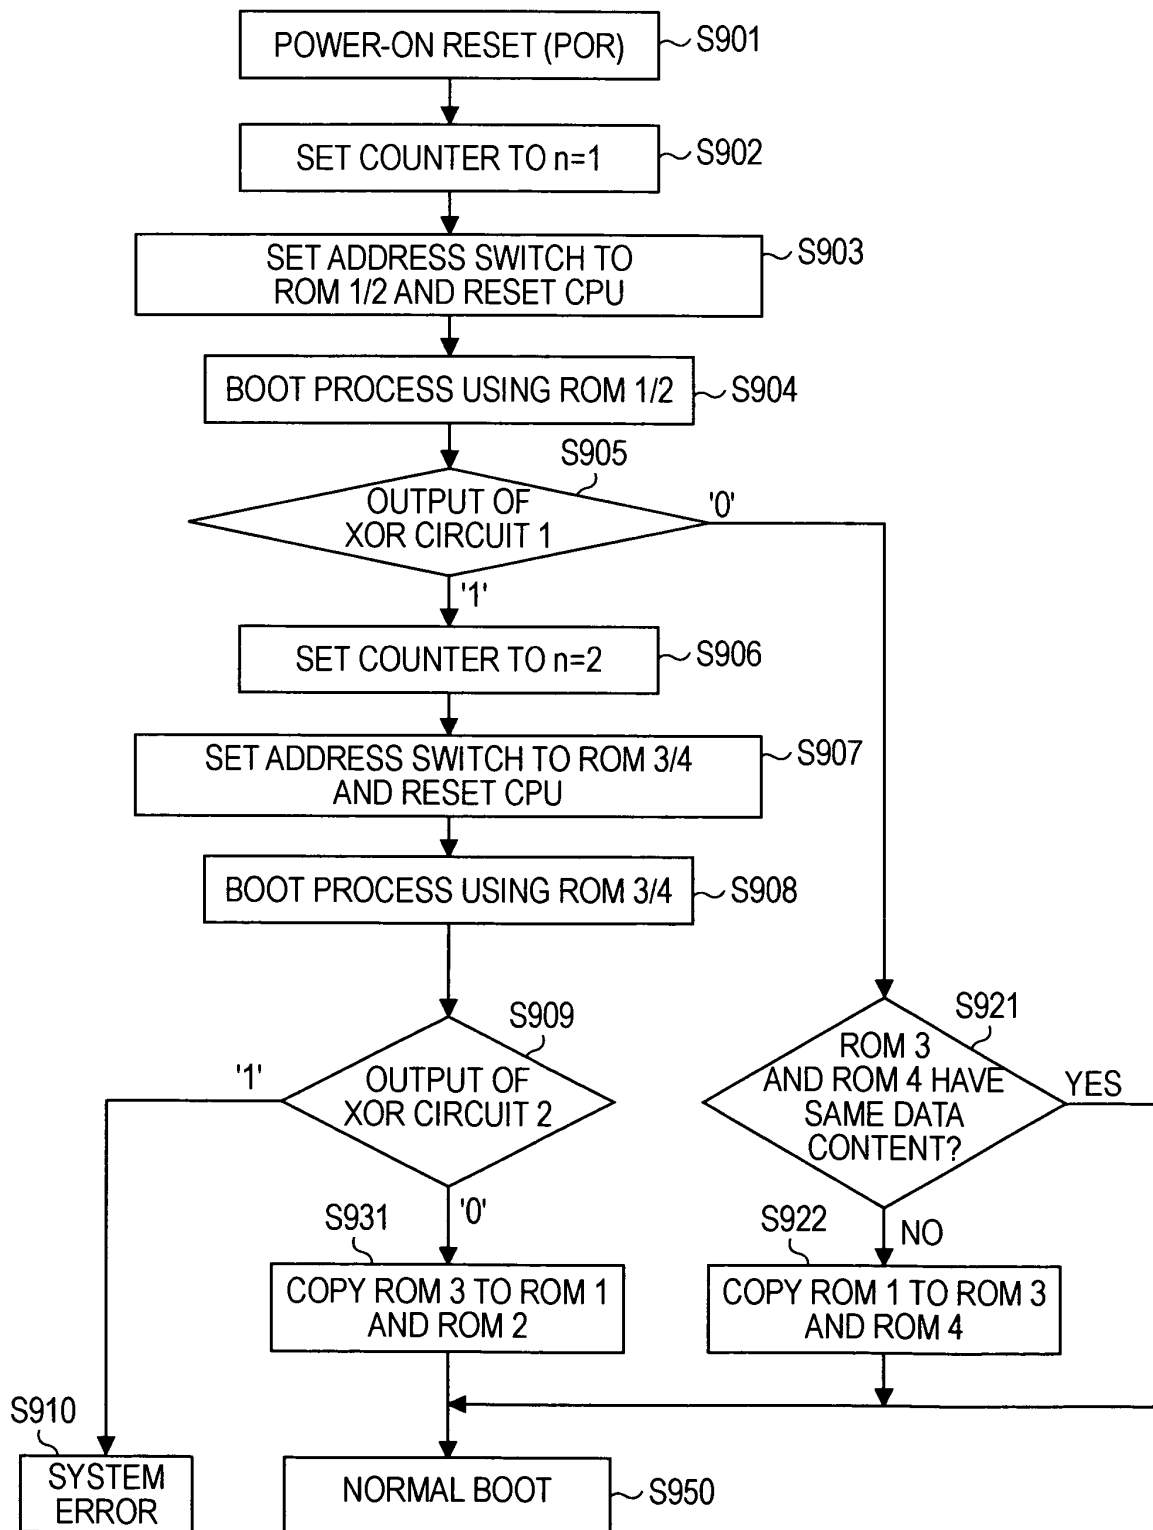 POWER-ON RESET (POR)
S901
SET COUNTER TO n=1
S902
SET ADDRESS SWITCH TO
ROM 1/2 AND RESET CPU
S903
BOOT PROCESS USING ROM 1/2
S904
S905
OUTPUT OF
XOR CIRCUIT 1
'0'
'1'
SET COUNTER TO n=2
S906
SET ADDRESS SWITCH TO ROM 3/4
AND RESET CPU
S907
BOOT PROCESS USING ROM 3/4
S908
S909
OUTPUT OF
XOR CIRCUIT 2
'1'
'0'
S921
ROM 3
AND ROM 4 HAVE
SAME DATA
CONTENT?
YES
NO
S931
COPY ROM 3 TO ROM 1
AND ROM 2
S922
COPY ROM 1 TO ROM 3
AND ROM 4
S910
SYSTEM
ERROR
NORMAL BOOT
S950